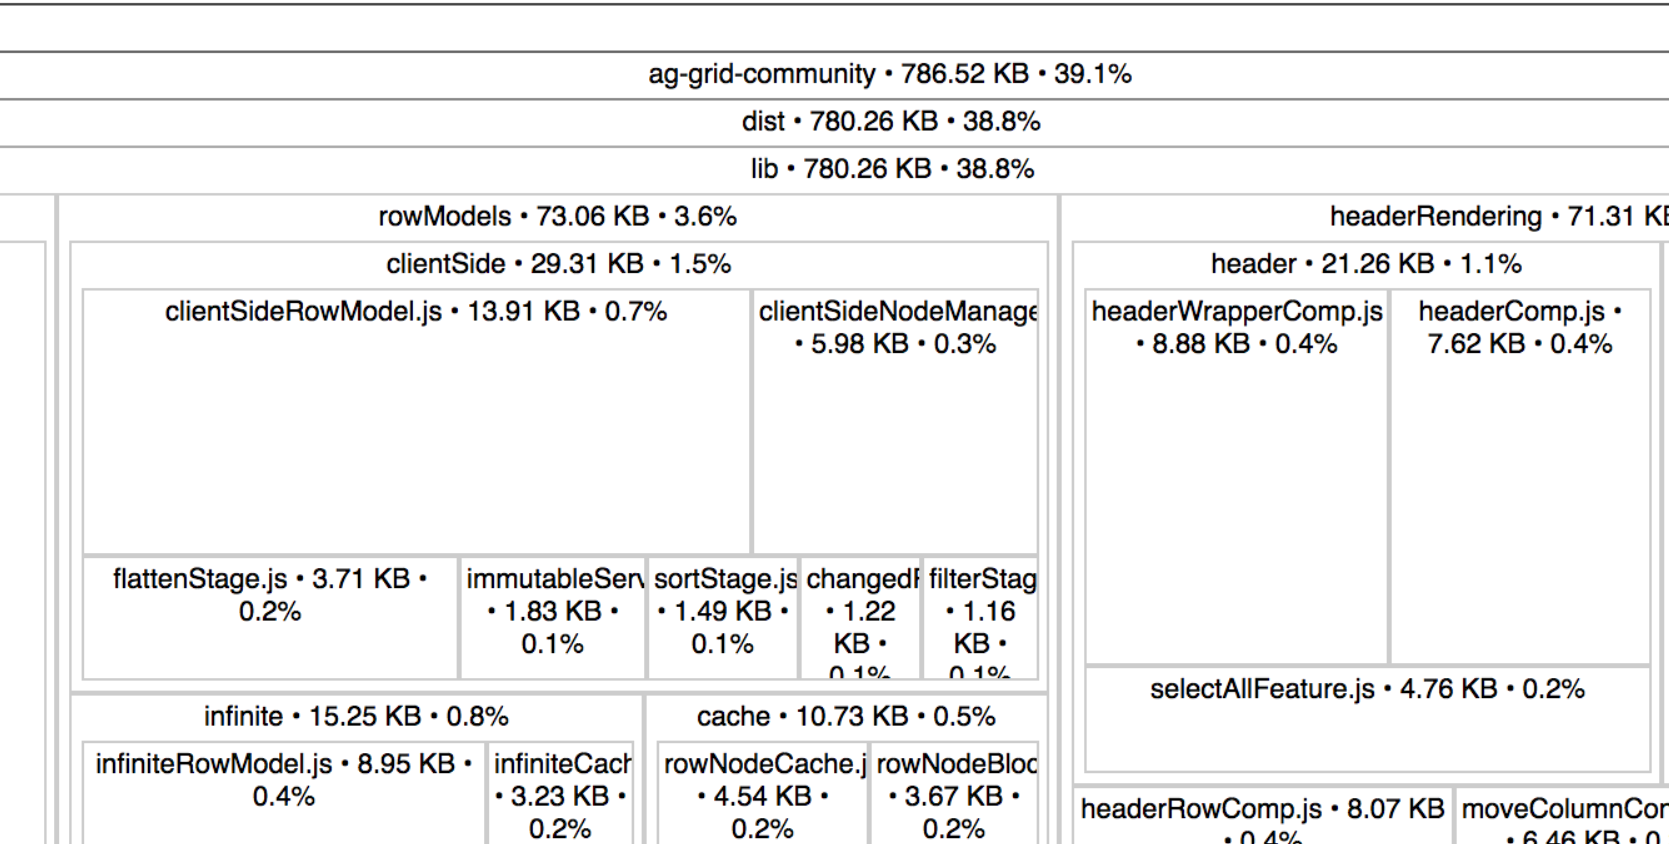 ag-grid-community • 786.52 KB • 39.1%
dist • 780.26 KB • 38.8%
lib • 780.26 KB • 38.8%
rowModels • 73.06 KB • 3.6%
clientSide • 29.31 KB • 1.5%
clientSideRowModel.js • 13.91 KB • 0.7%
clientSideNodeManage
• 5.98 KB • 0.3%
flattenStage.js • 3.71 KB •
0.2%
immutableServ
• 1.83 KB •
0.1%
sortStage.js
• 1.49 KB •
0.1%
changedF
• 1.22
KB •
0.1%
filterStag
• 1.16
KB •
0.1%
infinite • 15.25 KB • 0.8%
infiniteRowModel.js • 8.95 KB •
0.4%
infiniteCach
• 3.23 KB •
0.2%
cache • 10.73 KB • 0.5%
rowNodeCache.j
• 4.54 KB •
0.2%
rowNodeBloc
• 3.67 KB •
0.2%
headerRendering • 71.31 KB
header • 21.26 KB • 1.1%
headerWrapperComp.js
• 8.88 KB • 0.4%
headerComp.js •
7.62 KB • 0.4%
selectAllFeature.js • 4.76 KB • 0.2%
headerRowComp.js • 8.07 KB
• 0.4%
moveColumnCon
• 6.46 KB • 0